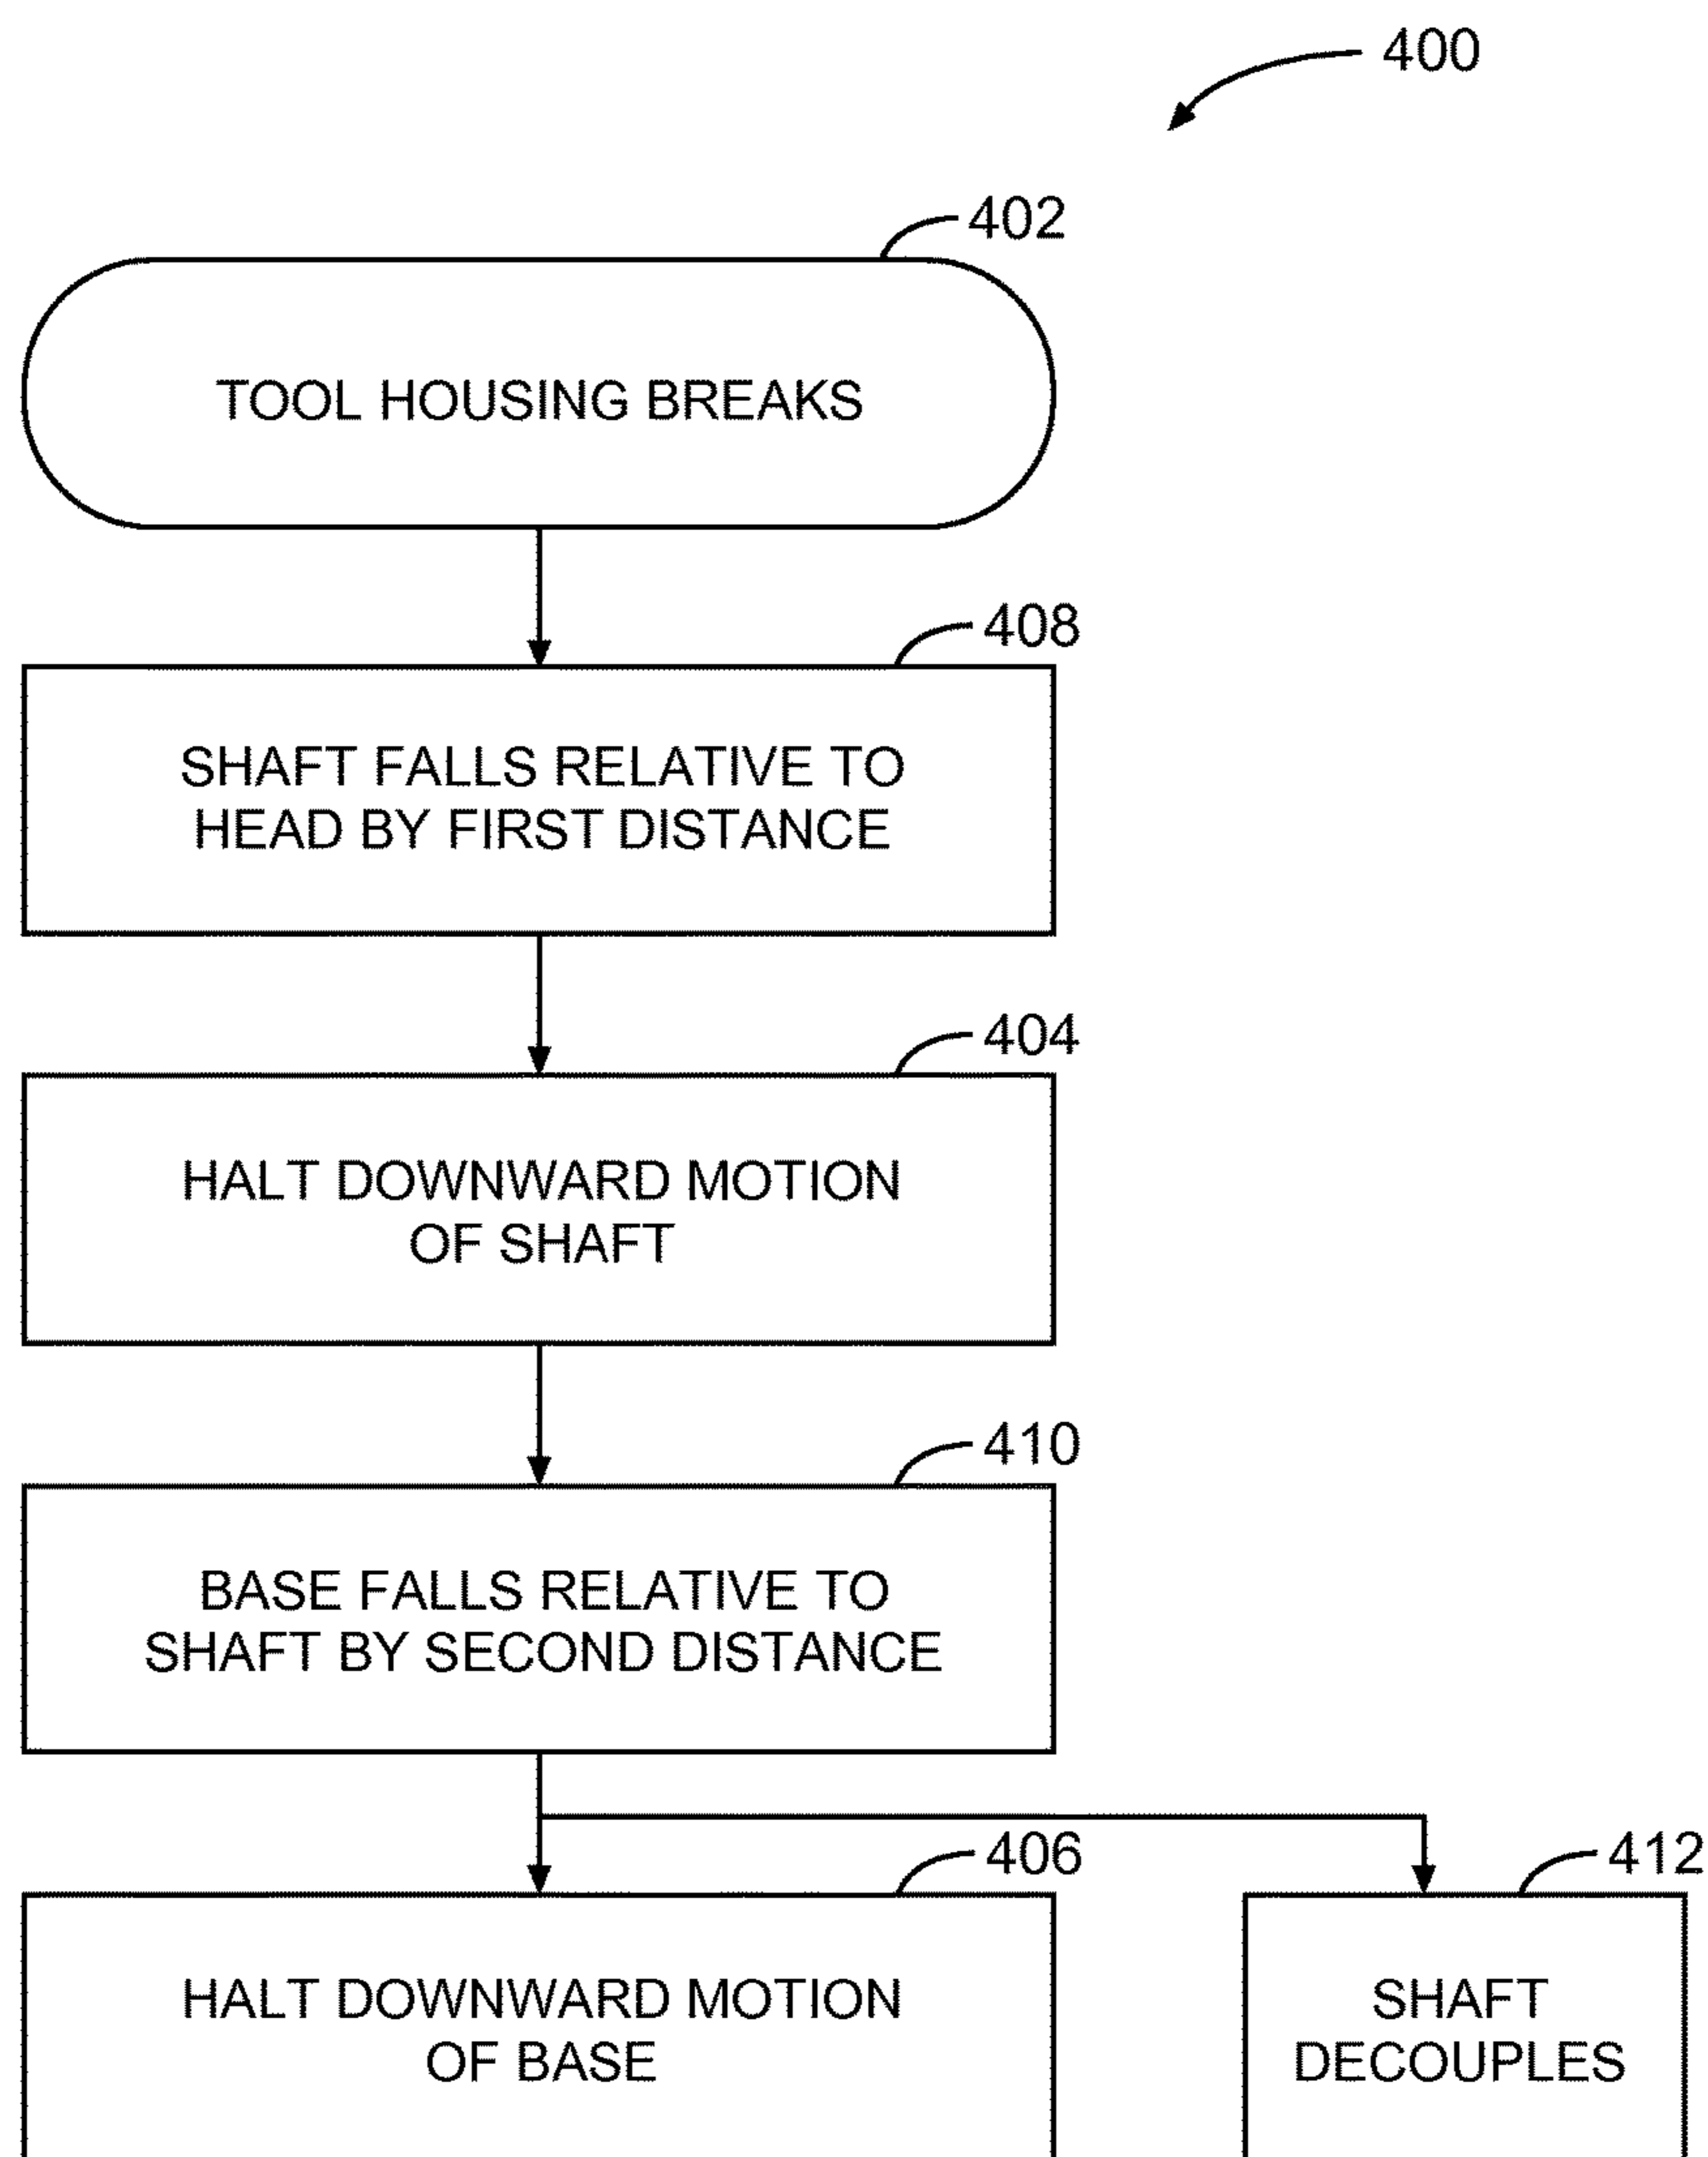 400
402
TOOL HOUSING BREAKS
408
SHAFT FALLS RELATIVE TO
HEAD BY FIRST DISTANCE
404
HALT DOWNWARD MOTION
OF SHAFT
410
BASE FALLS RELATIVE TO
SHAFT BY SECOND DISTANCE
406
HALT DOWNWARD MOTION
OF BASE
412
SHAFT
DECOUPLES